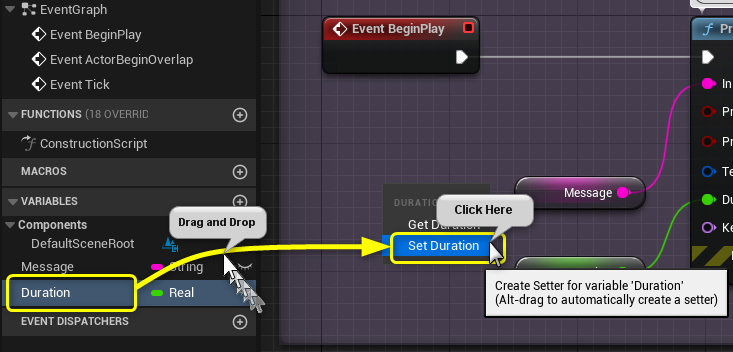 EventGraph
Event BeginPlay
Event ActorBeginOverlap
Event Tick
FUNCTIONS (18 OVERRID
ConstructionScript
MACROS
VARIABLES
Components
DefaultSceneRoot
Message String
Duration Real
EVENT DISPATCHERS
Drag and Drop
Event BeginPlay
Click Here
Get Duration
Set Duration
Message
Create Setter for variable 'Duration'
(Alt-drag to automatically create a setter)
f Pr
In
Pr
Pr
Te
Du
Ke